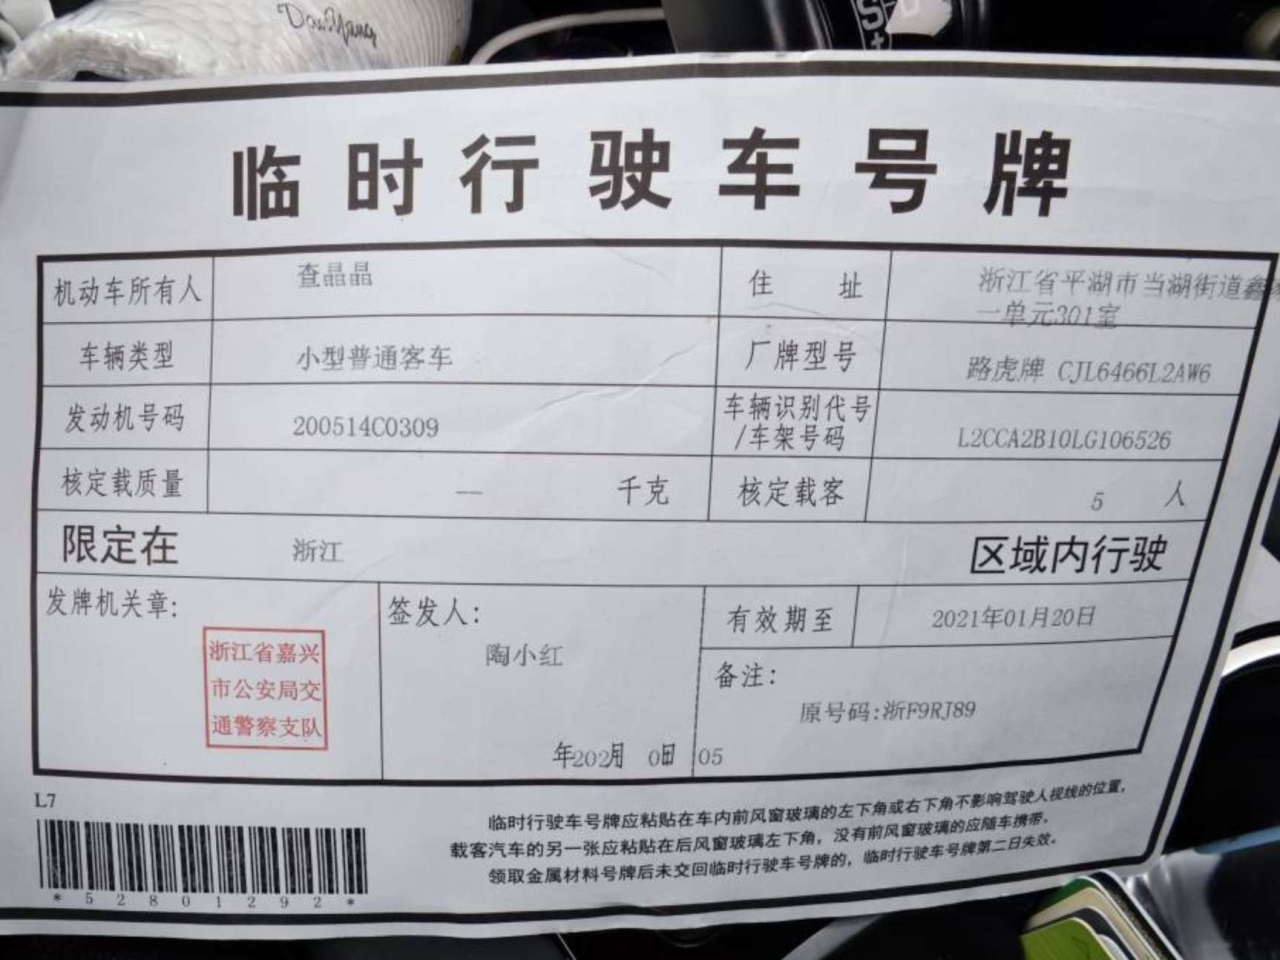 DouYuan
临时行驶车号牌
机动车所有人 查晶晶 住 址 浙江省平湖市当湖街道鑫
一单元301室
车辆类型 小型普通客车 厂牌型号 路虎牌 CJL6466L2AW6
发动机号码 200514C0309 车辆识别代号
/车架号码 L2CCA2B10LG106526
核定载质量 — 千克 核定载客 5 人
限定在 浙江 区域内行驶
发牌机关章:
浙江省嘉兴
市公安局交
通警察支队
签发人:
陶小红
年202月 0日 05
有效期至 2021年01月20日
备注:
原号码:浙F9RJ89
L7
*52801292*
临时行驶车号牌应粘贴在车内前风窗玻璃的左下角或右下角不影响驾驶人视线的位置，
载客汽车的另一张应粘贴在后风窗玻璃左下角，没有前风窗玻璃的应随车携带。
领取金属材料号牌后未交回临时行驶车号牌的，临时行驶车号牌第二日失效。